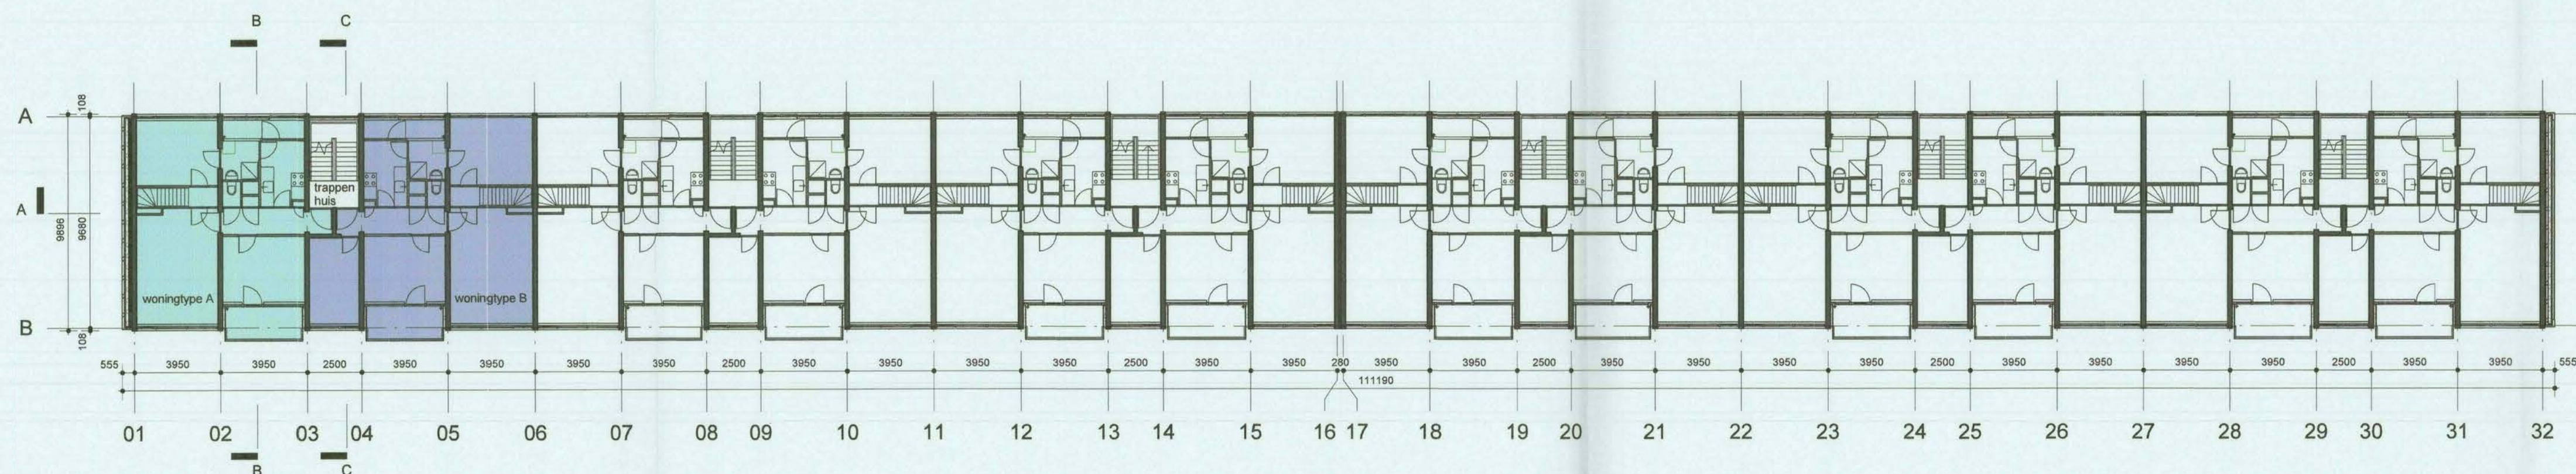 B C
A
108
trappen
huis
A
9896
9680
woningtype A
woningtype B
B
108
555 3950 3950 2500 3950 3950 3950 3950 2500 3950 3950 3950 3950 2500 3950 3950 280 3950 3950 2500 3950 3950 3950 3950 2500 3950 3950 3950 3950 2500 3950 3950 555
111190
01 02 03 04 05 06 07 08 09 10 11 12 13 14 15 16 17 18 19 20 21 22 23 24 25 26 27 28 29 30 31 32
B C